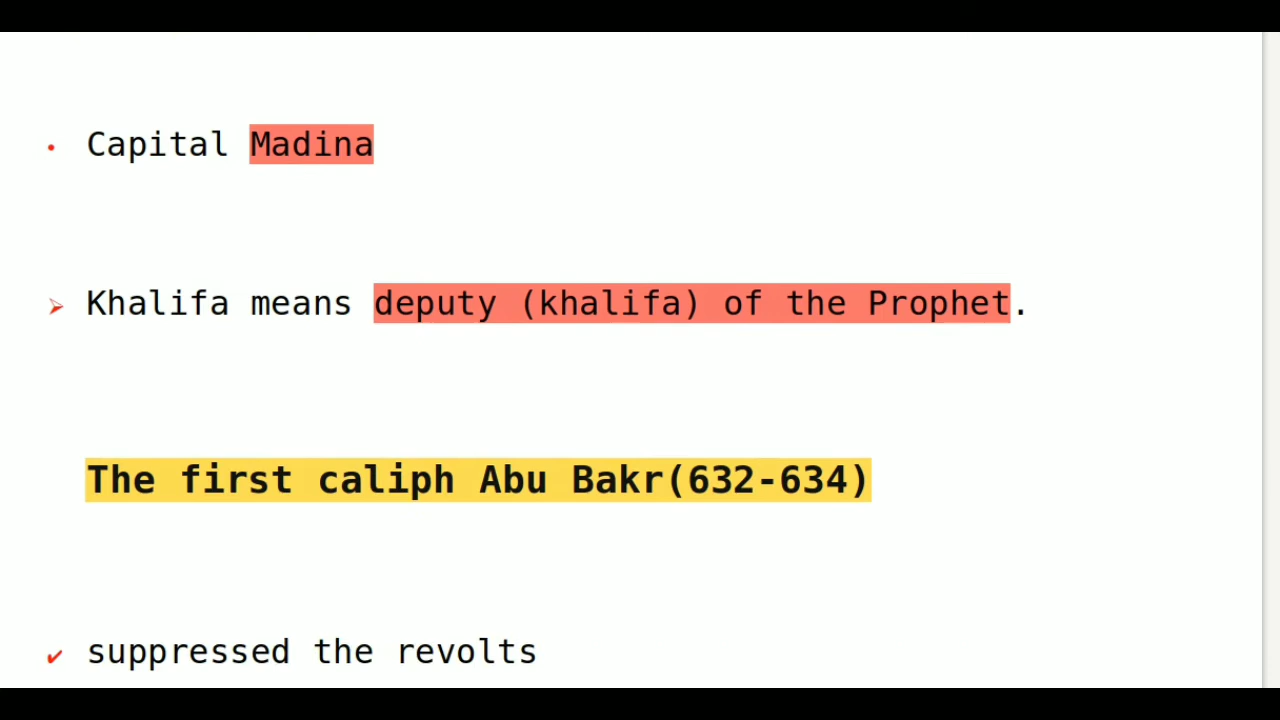 • Capital Madina
➢ Khalifa means deputy (khalifa) of the Prophet.
The first caliph Abu Bakr(632-634)
✔ suppressed the revolts